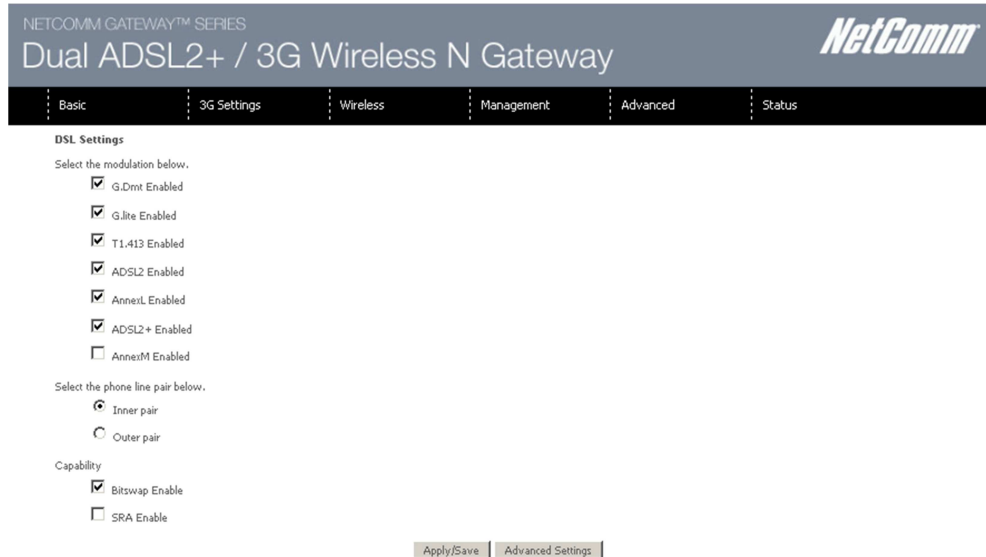 NETCOMM GATEWAY™ SERIES
Dual ADSL2+ / 3G Wireless N Gateway
NetComm
Basic 3G Settings Wireless Management Advanced Status
DSL Settings
Select the modulation below.
G.Dmt Enabled
G.lite Enabled
T1.413 Enabled
ADSL2 Enabled
AnnexL Enabled
ADSL2+ Enabled
AnnexM Enabled
Select the phone line pair below.
Inner pair
Outer pair
Capability
Bitswap Enable
SRA Enable
Apply/Save Advanced Settings